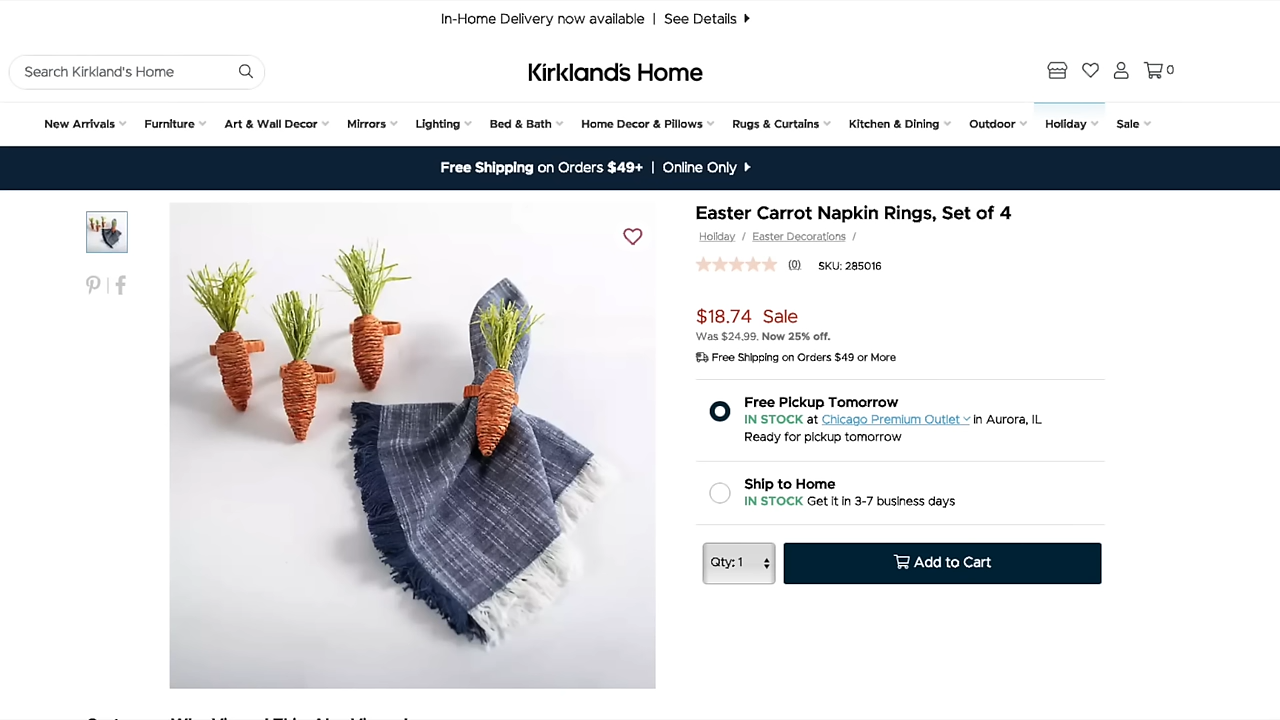 In-Home Delivery now available | See Details
Search Kirkland's Home
Kirkland's Home
0
New Arrivals Furniture Art & Wall Decor Mirrors Lighting Bed & Bath Home Decor & Pillows Rugs & Curtains Kitchen & Dining Outdoor Holiday Sale
Free Shipping on Orders $49+ | Online Only
Easter Carrot Napkin Rings, Set of 4
Holiday / Easter Decorations /
(0) SKU: 285016
$18.74 Sale
Was $24.99. Now 25% off.
Free Shipping on Orders $49 or More
Free Pickup Tomorrow
IN STOCK at Chicago Premium Outlet in Aurora, IL
Ready for pickup tomorrow
Ship to Home
IN STOCK Get it in 3-7 business days
Qty: 1
Add to Cart